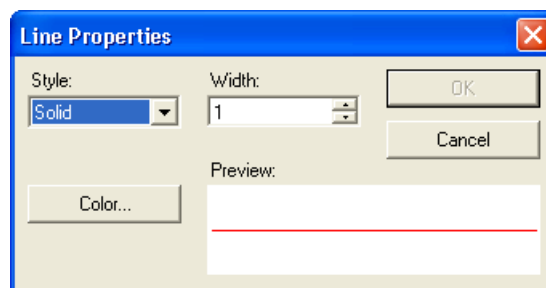 Line Properties
Style:
Width:
OK
Solid
1
Cancel
Preview:
Color...